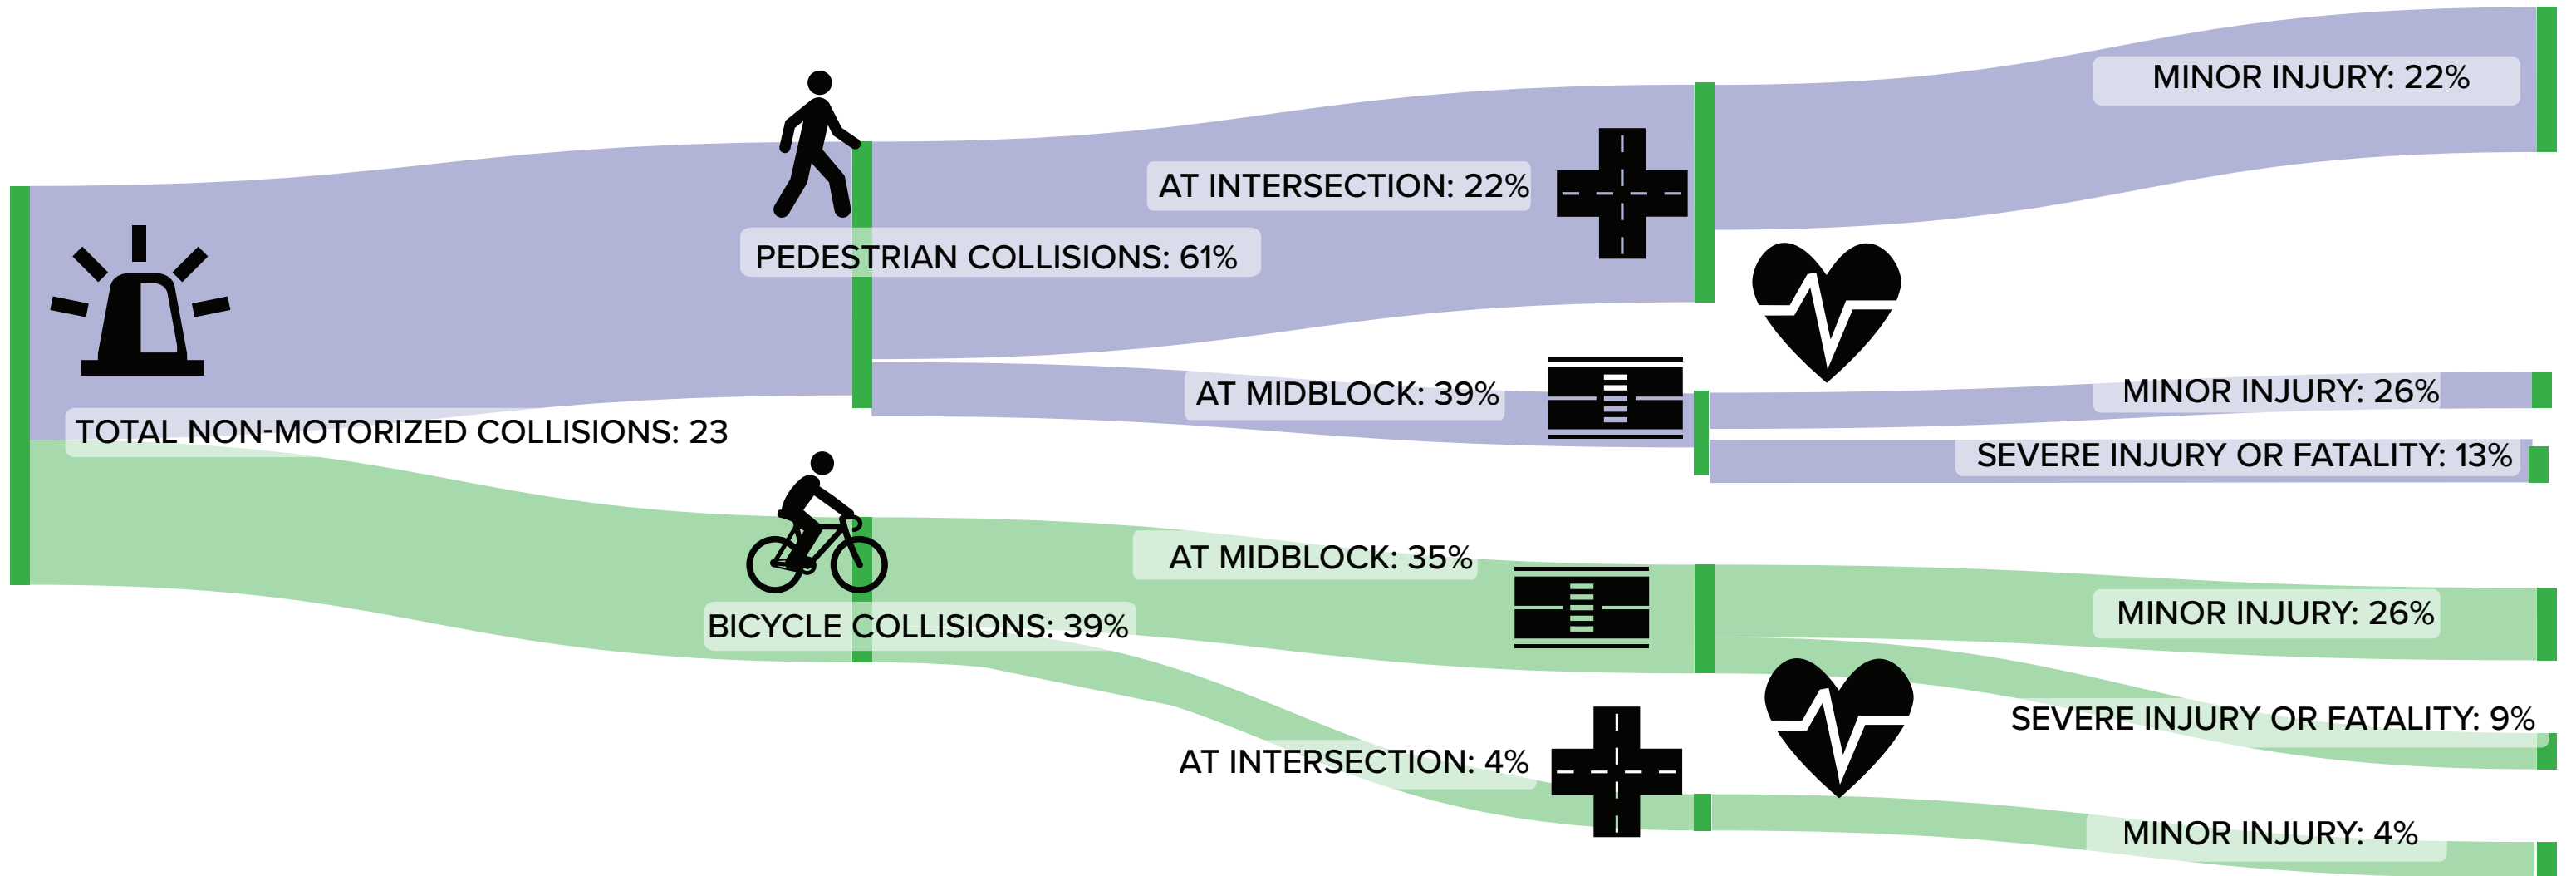 TOTAL NON-MOTORIZED COLLISIONS: 23
PEDESTRIAN COLLISIONS: 61%
AT INTERSECTION: 22%
MINOR INJURY: 22%
AT MIDBLOCK: 39%
MINOR INJURY: 26%
SEVERE INJURY OR FATALITY: 13%
BICYCLE COLLISIONS: 39%
AT MIDBLOCK: 35%
MINOR INJURY: 26%
SEVERE INJURY OR FATALITY: 9%
AT INTERSECTION: 4%
MINOR INJURY: 4%